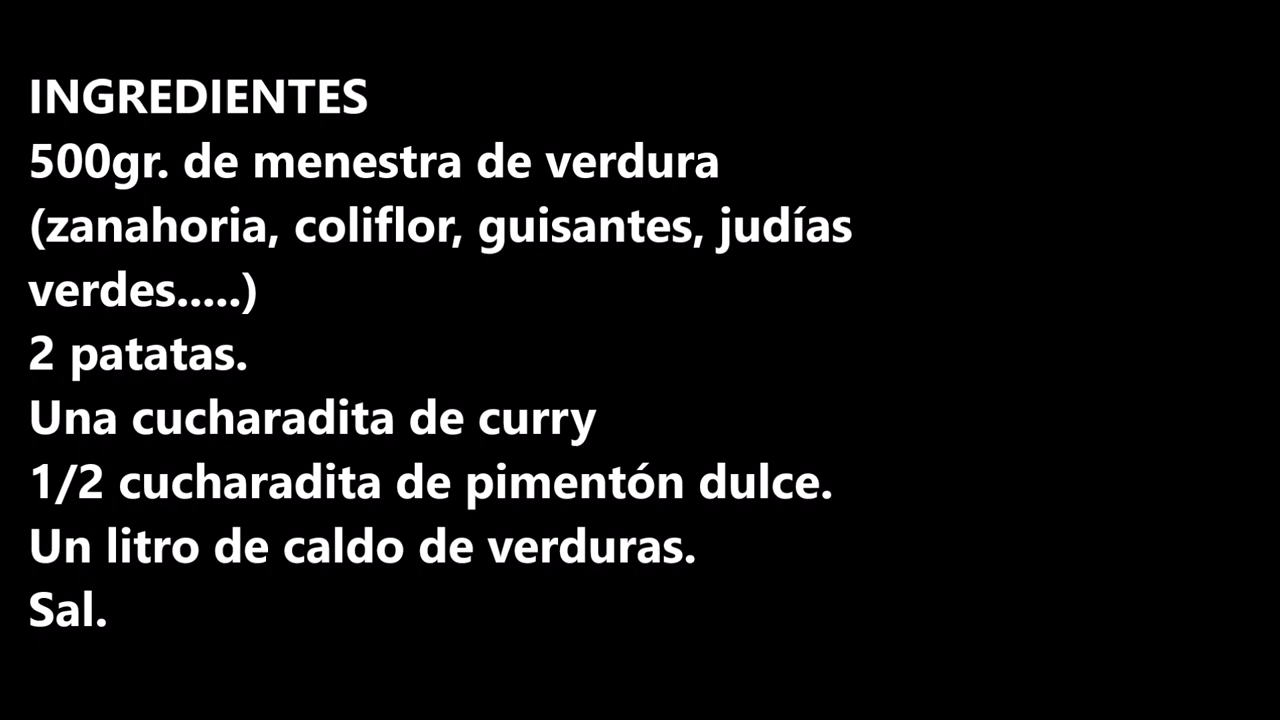 INGREDIENTES
500gr. de menestra de verdura
(zanahoria, coliflor, guisantes, judías
verdes.....)
2 patatas.
Una cucharadita de curry
1/2 cucharadita de pimentón dulce.
Un litro de caldo de verduras.
Sal.